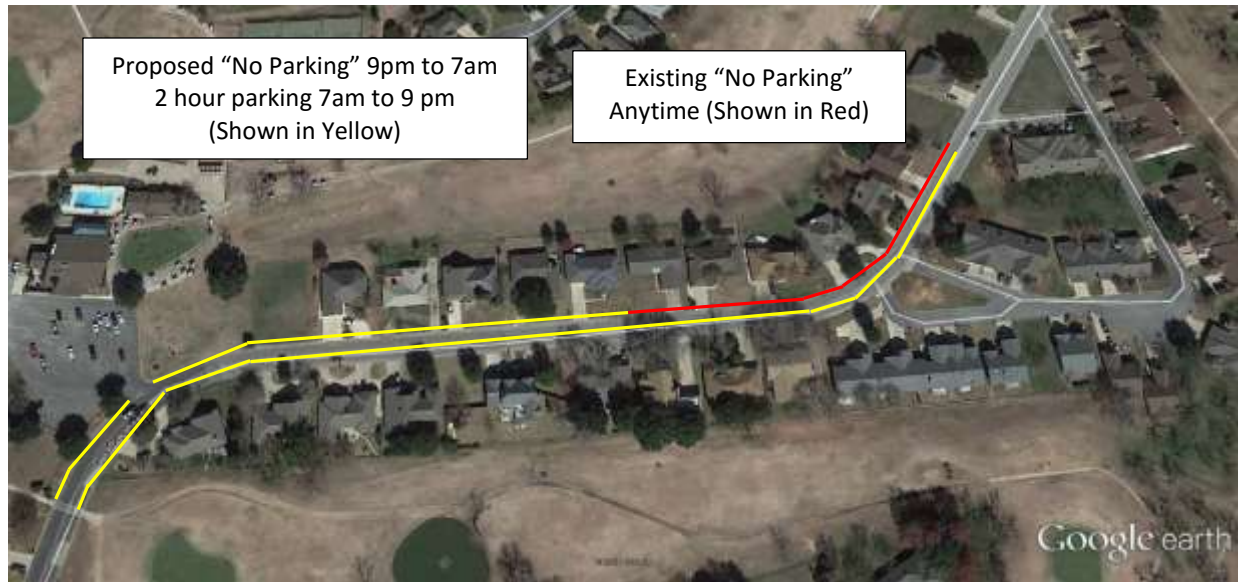 Proposed “No Parking” 9pm to 7am
2 hour parking 7am to 9 pm
(Shown in Yellow)
Existing “No Parking”
Anytime (Shown in Red)
Google earth